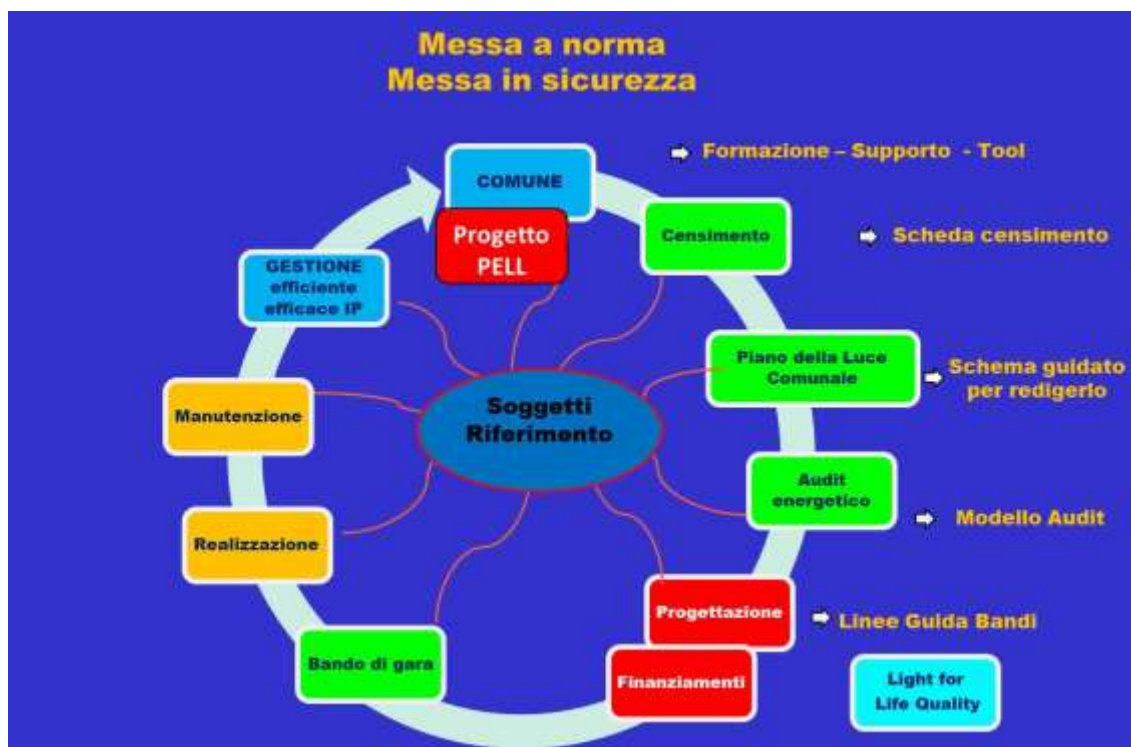 Messa a norma
Messa in sicurezza
Formazione – Supporto - Tool
COMUNE
Progetto
PELL
Censimento
Scheda censimento
GESTIONE
efficiente
efficace IP
Piano della Luce
Comunale
Schema guidato
per redigerlo
Soggetti
Riferimento
Manutenzione
Audit
energetico
Modello Audit
Realizzazione
Progettazione
Linee Guida Bandi
Bando di gara
Finanziamenti
Light for
Life Quality